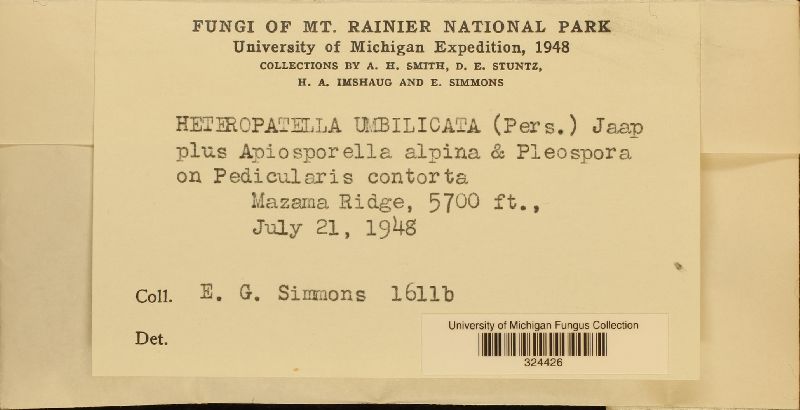 FUNGI OF MT. RAINIER NATIONAL PARK
University of Michigan Expedition, 1948
COLLECTIONS BY A. H. SMITH, D. E. STUNTZ,
H. A. IMSHAUG AND E. SIMMONS
HETEROPATELLA UMBILICATA (Pers.) Jaap
plus Apiosporella alpina & Pleospora
on Pedicularis contorta
Mazama Ridge, 5700 ft.,
July 21, 1948
Coll. E. G. Simmons 1611b
Det.
University of Michigan Fungus Collection
324426